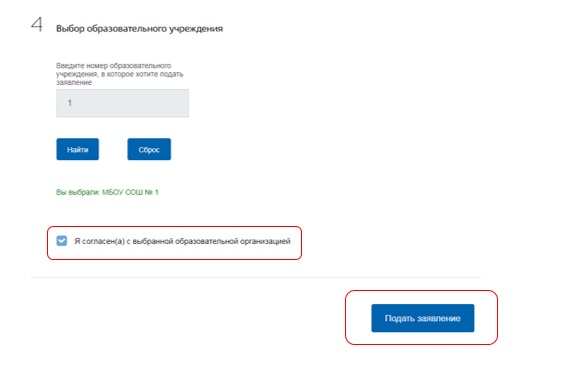 4 Выбор образовательного учреждения
Введите номер образовательного
учреждения, в которое хотите подать
заявление
1
Найти Сброс
Вы выбрали: МБОУ СОШ № 1
Я согласен(а) с выбранной образовательной организацией
Подать заявление